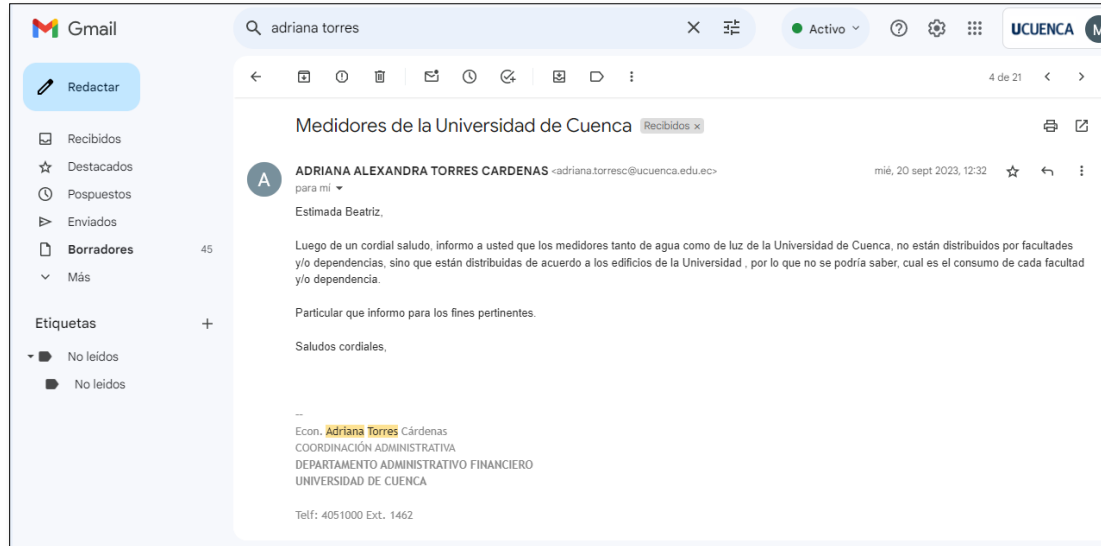 Gmail
adriana torres
Activo
UCUENCA
M
Redactar
4 de 21
Recibidos
Destacados
Pospuestos
Enviados
Borradores 45
Más
Etiquetas
No leídos
No leidos
Medidores de la Universidad de Cuenca Recibidos x
A
ADRIANA ALEXANDRA TORRES CARDENAS <adriana.torresc@ucuenca.edu.ec>
mié, 20 sept 2023, 12:32
para mí
Estimada Beatriz,
Luego de un cordial saludo, informo a usted que los medidores tanto de agua como de luz de la Universidad de Cuenca, no están distribuidos por facultades
y/o dependencias, sino que están distribuidas de acuerdo a los edificios de la Universidad , por lo que no se podría saber, cual es el consumo de cada facultad
y/o dependencia.
Particular que informo para los fines pertinentes.
Saludos cordiales,
--
Econ. Adriana Torres Cárdenas
COORDINACIÓN ADMINISTRATIVA
DEPARTAMENTO ADMINISTRATIVO FINANCIERO
UNIVERSIDAD DE CUENCA
Telf: 4051000 Ext. 1462